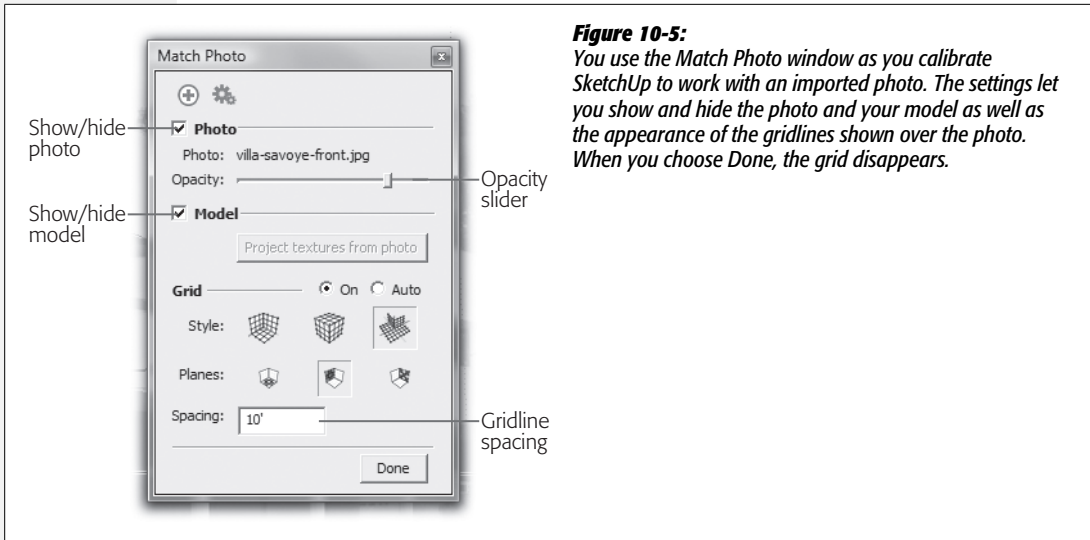 Figure 10-5:
You use the Match Photo window as you calibrate
SketchUp to work with an imported photo. The settings let
you show and hide the photo and your model as well as
the appearance of the gridlines shown over the photo.
When you choose Done, the grid disappears.
Match Photo
Show/hide
photo
Photo
Photo: villa-savoye-front.jpg
Opacity:
Opacity
slider
Show/hide
model
Model
Project textures from photo
Grid On Auto
Style:
Planes:
Spacing: 10'
Gridline
spacing
Done